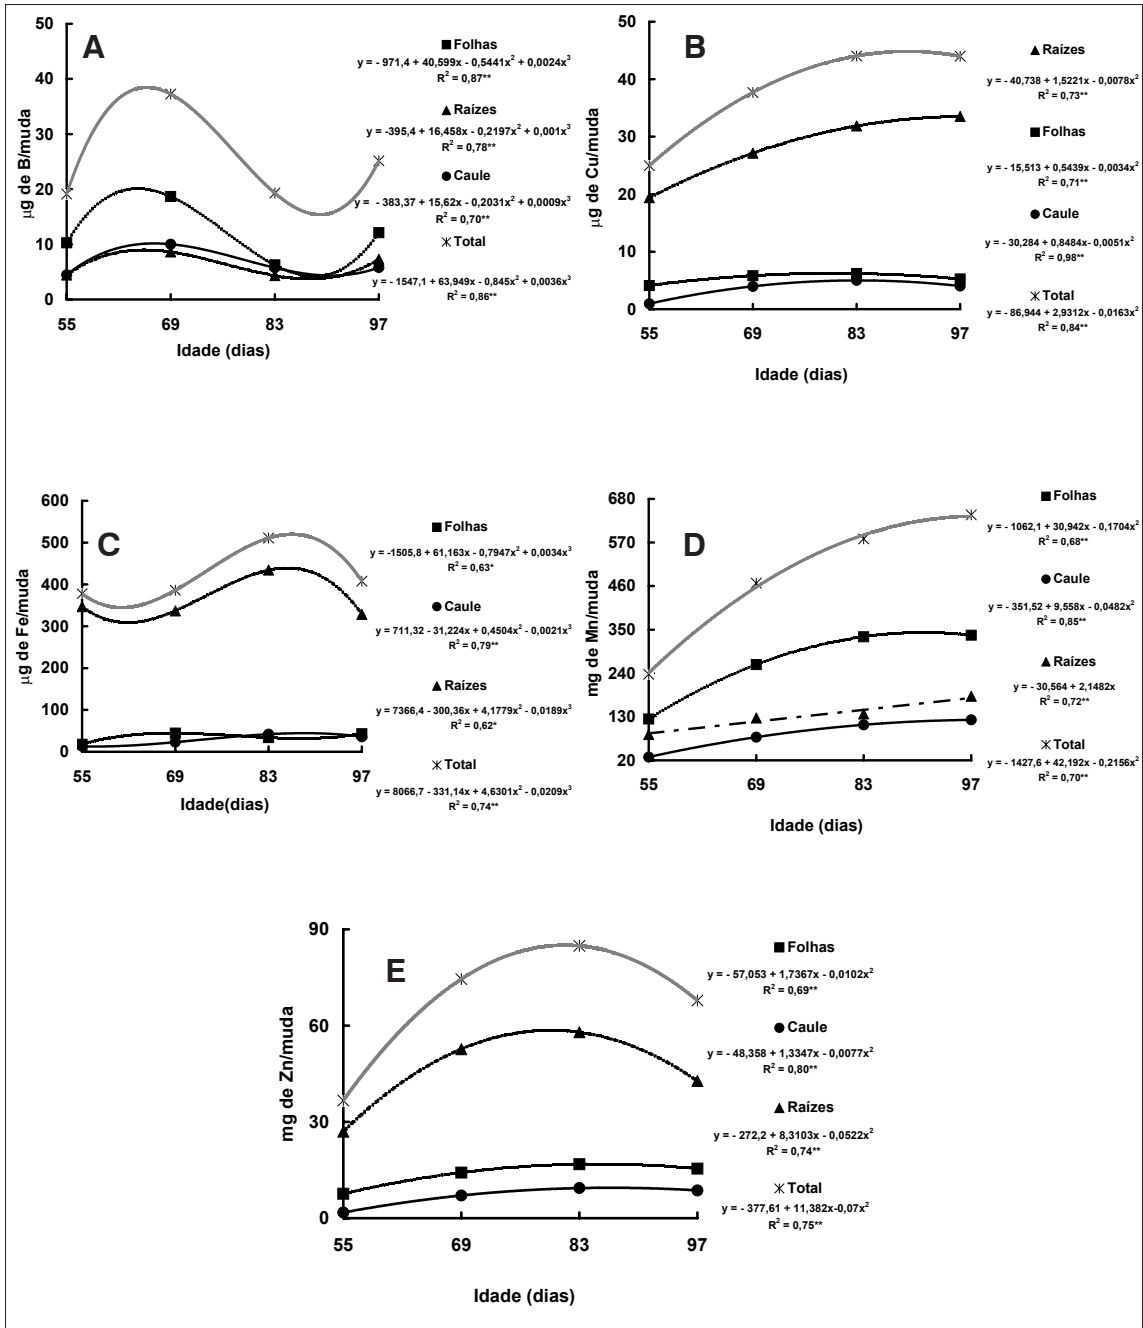 A
µg de B/muda
50
40
30
20
10
0
55 69 83 97
Idade (dias)
Folhas
y = - 971,4 + 40,599x - 0,5441x² + 0,0024x³
R² = 0,87**
Raízes
y = -395,4 + 16,458x - 0,2197x² + 0,001x³
R² = 0,78**
Caule
y = - 383,37 + 15,62x - 0,2031x² + 0,0009x³
R² = 0,70**
Total
y = - 1547,1 + 63,949x - 0,845x² + 0,0036x³
R² = 0,86**
B
µg de Cu/muda
50
40
30
20
10
0
55 69 83 97
Idade (dias)
Raízes
y = - 40,738 + 1,5221x - 0,0078x²
R² = 0,73**
Folhas
y = - 15,513 + 0,5439x - 0,0034x²
R² = 0,71**
Caule
y = - 30,284 + 0,8484x- 0,0051x²
R² = 0,98**
Total
y = - 86,944 + 2,9312x - 0,0163x²
R² = 0,84**
C
µg de Fe/muda
600
500
400
300
200
100
0
55 69 83 97
Idade(dias)
Folhas
y = -1505,8 + 61,163x - 0,7947x² + 0,0034x³
R² = 0,63*
Caule
y = 711,32 - 31,224x + 0,4504x² - 0,0021x³
R² = 0,79**
Raízes
y = 7366,4 - 300,36x + 4,1779x² - 0,0189x³
R² = 0,62*
Total
y = 8066,7 - 331,14x + 4,6301x² - 0,0209x³
R² = 0,74**
D
mg de Mn/muda
680
570
460
350
240
130
20
55 69 83 97
Idade (dias)
Folhas
y = - 1062,1 + 30,942x - 0,1704x²
R² = 0,68**
Caule
y = - 351,52 + 9,558x - 0,0482x²
R² = 0,85**
Raízes
y = - 30,564 + 2,1482x
R² = 0,72**
Total
y = - 1427,6 + 42,192x - 0,2156x²
R² = 0,70**
E
mg de Zn/muda
90
60
30
0
55 69 83 97
Idade (dias)
Folhas
y = - 57,053 + 1,7367x - 0,0102x²
R² = 0,69**
Caule
y = - 48,358 + 1,3347x - 0,0077x²
R² = 0,80**
Raízes
y = - 272,2 + 8,3103x - 0,0522x²
R² = 0,74**
Total
y = - 377,61 + 11,382x-0,07x²
R² = 0,75**